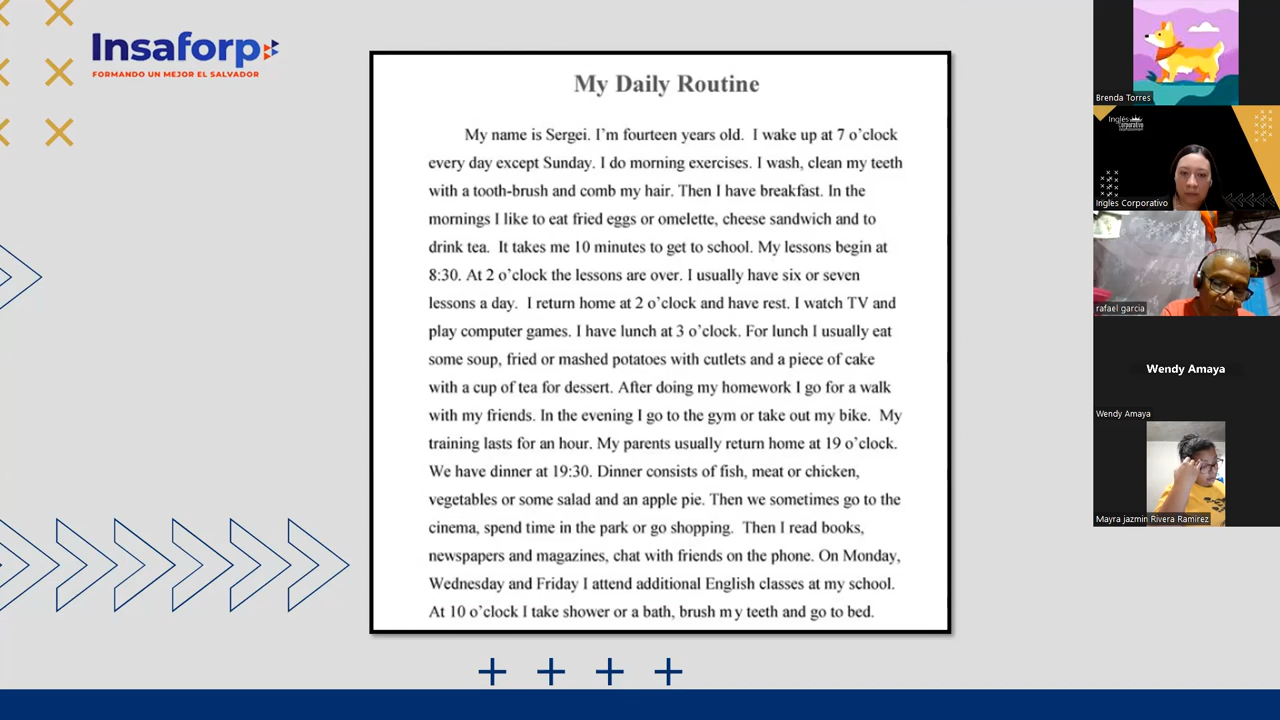 Insaforp
FORMANDO UN MEJOR EL SALVADOR
My Daily Routine
My name is Sergei. I'm fourteen years old. I wake up at 7 o'clock
every day except Sunday. I do morning exercises. I wash, clean my teeth
with a tooth-brush and comb my hair. Then I have breakfast. In the
mornings I like to eat fried eggs or omelette, cheese sandwich and to
drink tea. It takes me 10 minutes to get to school. My lessons begin at
8:30. At 2 o'clock the lessons are over. I usually have six or seven
lessons a day. I return home at 2 o'clock and have rest. I watch TV and
play computer games. I have lunch at 3 o'clock. For lunch I usually eat
some soup, fried or mashed potatoes with cutlets and a piece of cake
with a cup of tea for dessert. After doing my homework I go for a walk
with my friends. In the evening I go to the gym or take out my bike. My
training lasts for an hour. My parents usually return home at 19 o'clock.
We have dinner at 19:30. Dinner consists of fish, meat or chicken,
vegetables or some salad and an apple pie. Then we sometimes go to the
cinema, spend time in the park or go shopping. Then I read books,
newspapers and magazines, chat with friends on the phone. On Monday,
Wednesday and Friday I attend additional English classes at my school.
At 10 o'clock I take shower or a bath, brush my teeth and go to bed.
Brenda Torres
Inglés
Corporativo
Ingles Corporativo
rafael garcia
Wendy Amaya
Wendy Amaya
Mayra jazmin Rivera Ramirez